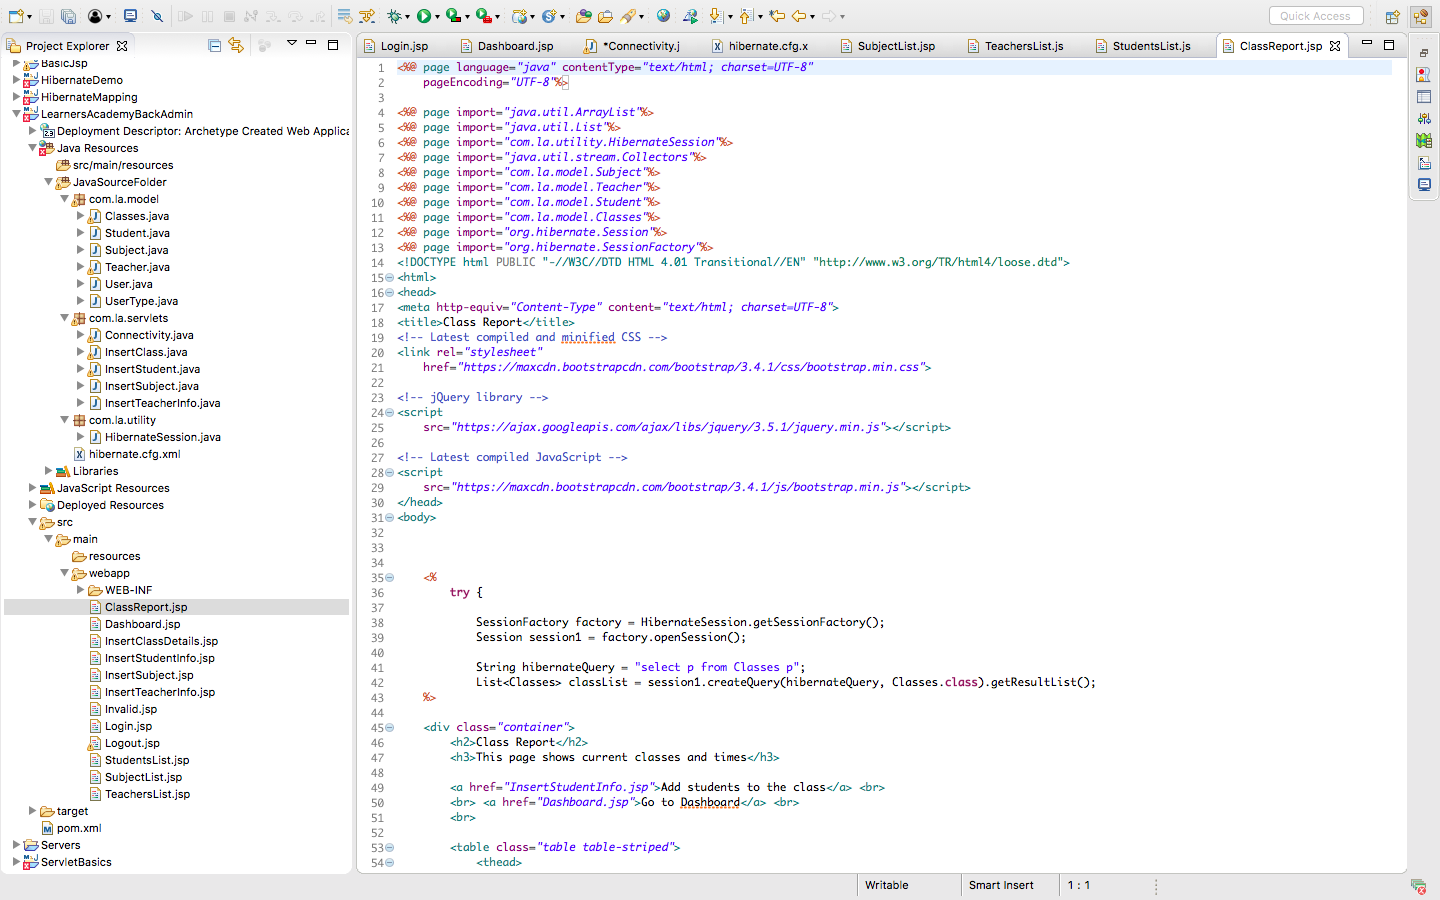 Quick Access
Project Explorer
BasicJsp
HibernateDemo
HibernateMapping
LearnersAcademyBackAdmin
Deployment Descriptor: Archetype Created Web Applica
Java Resources
src/main/resources
JavaSourceFolder
com.la.model
Classes.java
Student.java
Subject.java
Teacher.java
User.java
UserType.java
com.la.servlets
Connectivity.java
InsertClass.java
InsertStudent.java
InsertSubject.java
InsertTeacherInfo.java
com.la.utility
HibernateSession.java
hibernate.cfg.xml
Libraries
JavaScript Resources
Deployed Resources
src
main
resources
webapp
WEB-INF
ClassReport.jsp
Dashboard.jsp
InsertClassDetails.jsp
InsertStudentInfo.jsp
InsertSubject.jsp
InsertTeacherInfo.jsp
Invalid.jsp
Login.jsp
Logout.jsp
StudentsList.jsp
SubjectList.jsp
TeachersList.jsp
target
pom.xml
Servers
ServletBasics
Login.jsp Dashboard.jsp *Connectivity.j hibernate.cfg.x SubjectList.jsp TeachersList.js StudentsList.js ClassReport.jsp
1 <%@ page language="java" contentType="text/html; charset=UTF-8"
2 pageEncoding="UTF-8"%>
3
4 <%@ page import="java.util.ArrayList"%>
5 <%@ page import="java.util.List"%>
6 <%@ page import="com.la.utility.HibernateSession"%>
7 <%@ page import="java.util.stream.Collectors"%>
8 <%@ page import="com.la.model.Subject"%>
9 <%@ page import="com.la.model.Teacher"%>
10 <%@ page import="com.la.model.Student"%>
11 <%@ page import="com.la.model.Classes"%>
12 <%@ page import="org.hibernate.Session"%>
13 <%@ page import="org.hibernate.SessionFactory"%>
14 <!DOCTYPE html PUBLIC "-//W3C//DTD HTML 4.01 Transitional//EN" "http://www.w3.org/TR/html4/loose.dtd">
15 <html>
16 <head>
17 <meta http-equiv="Content-Type" content="text/html; charset=UTF-8">
18 <title>Class Report</title>
19 <!-- Latest compiled and minified CSS -->
20 <link rel="stylesheet"
21 href="https://maxcdn.bootstrapcdn.com/bootstrap/3.4.1/css/bootstrap.min.css">
22
23 <!-- jQuery library -->
24 <script
25 src="https://ajax.googleapis.com/ajax/libs/jquery/3.5.1/jquery.min.js"></script>
26
27 <!-- Latest compiled JavaScript -->
28 <script
29 src="https://maxcdn.bootstrapcdn.com/bootstrap/3.4.1/js/bootstrap.min.js"></script>
30 </head>
31 <body>
32
33
34
35 <%
36 try {
37
38 SessionFactory factory = HibernateSession.getSessionFactory();
39 Session session1 = factory.openSession();
40
41 String hibernateQuery = "select p from Classes p";
42 List<Classes> classList = session1.createQuery(hibernateQuery, Classes.class).getResultList();
43 %>
44
45 <div class="container">
46 <h2>Class Report</h2>
47 <h3>This page shows current classes and times</h3>
48
49 <a href="InsertStudentInfo.jsp">Add students to the class</a> <br>
50 <br> <a href="Dashboard.jsp">Go to Dashboard</a> <br>
51 <br>
52
53 <table class="table table-striped">
54 <thead>
Writable Smart Insert 1 : 1